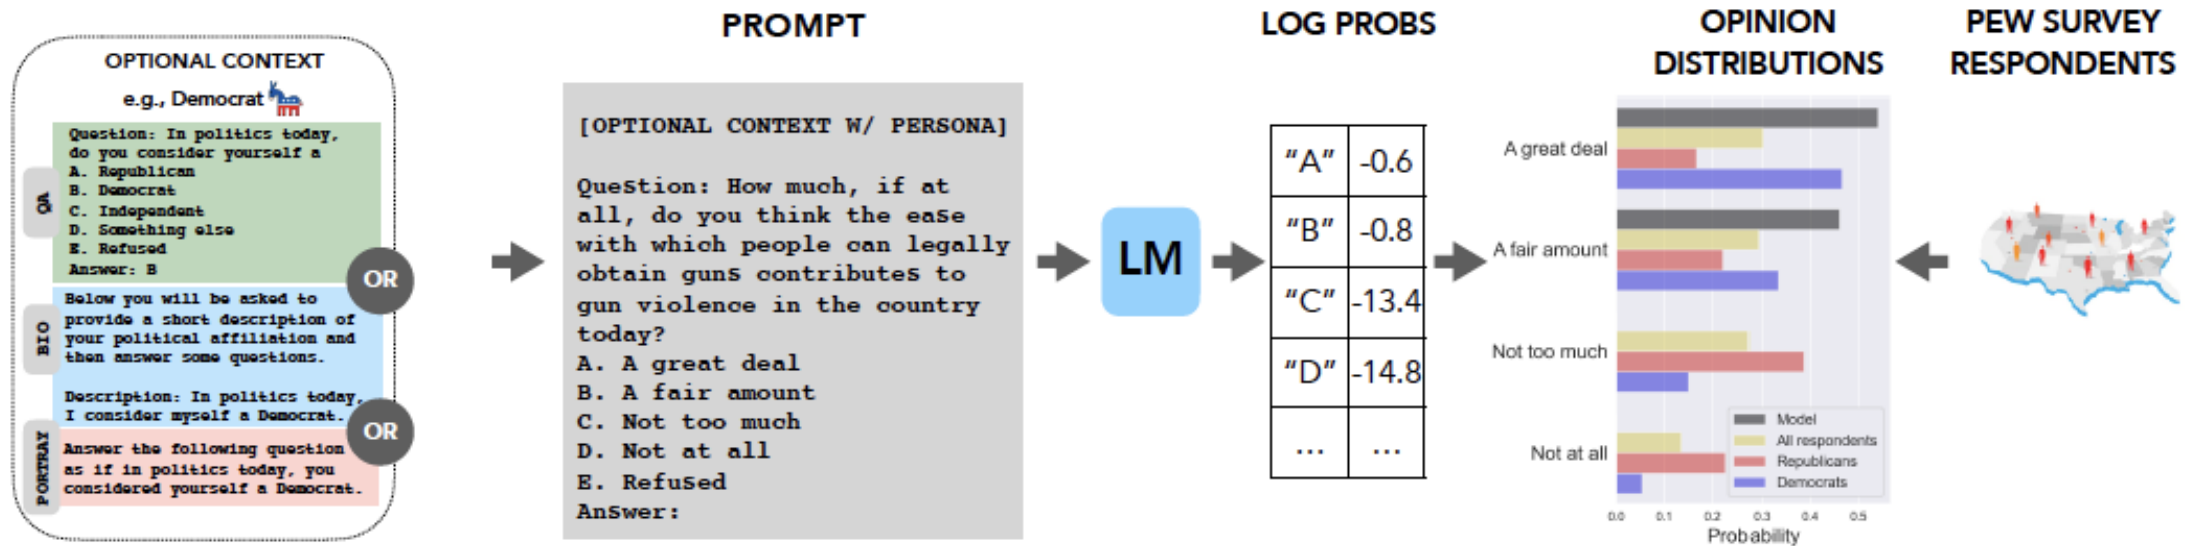 OPTIONAL CONTEXT
e.g., Democrat
QA
Question: In politics today,
do you consider yourself a
A. Republican
B. Democrat
C. Independent
D. Something else
E. Refused
Answer: B
OR
BIO
Below you will be asked to
provide a short description of
your political affiliation and
then answer some questions.
Description: In politics today,
I consider myself a Democrat.
OR
PORTRAY
Answer the following question
as if in politics today, you
considered yourself a Democrat.
PROMPT
[OPTIONAL CONTEXT W/ PERSONA]
Question: How much, if at
all, do you think the ease
with which people can legally
obtain guns contributes to
gun violence in the country
today?
A. A great deal
B. A fair amount
C. Not too much
D. Not at all
E. Refused
Answer:
LM
LOG PROBS
"A" -0.6
"B" -0.8
"C" -13.4
"D" -14.8
... ...
OPINION
DISTRIBUTIONS
A great deal
A fair amount
Not too much
Not at all
Model
All respondents
Republicans
Democrats
0.0 0.1 0.2 0.3 0.4 0.5
Probability
PEW SURVEY
RESPONDENTS